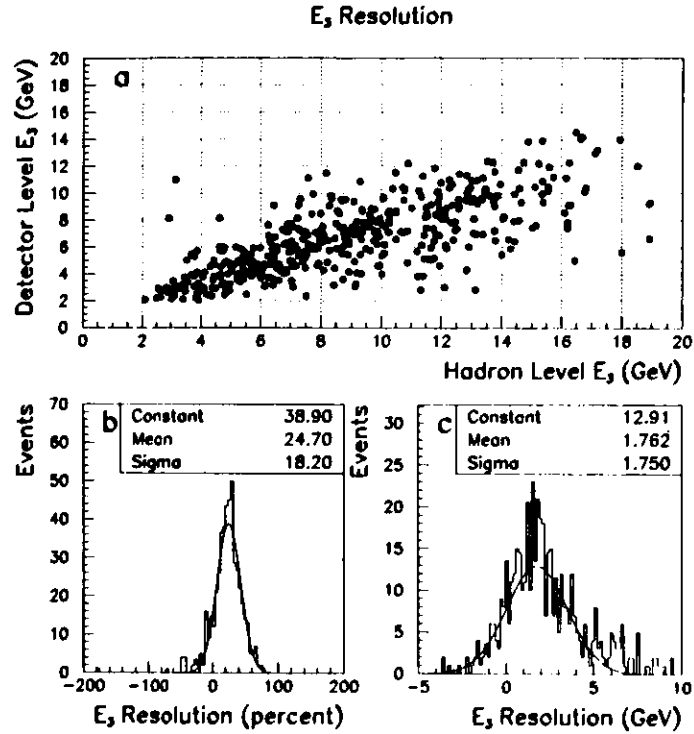 E₃ Resolution
a
Detector Level E₃ (GeV)
20
18
16
14
12
10
8
6
4
2
0
0 2 4 6 8 10 12 14 16 18 20
Hadron Level E₃ (GeV)
b
Events
70
60
50
40
30
20
10
0
Constant 38.90
Mean 24.70
Sigma 18.20
-200 -100 0 100 200
E₃ Resolution (percent)
c
Events
30
25
20
15
10
5
0
Constant 12.91
Mean 1.762
Sigma 1.750
-5 0 5 10
E₃ Resolution (GeV)